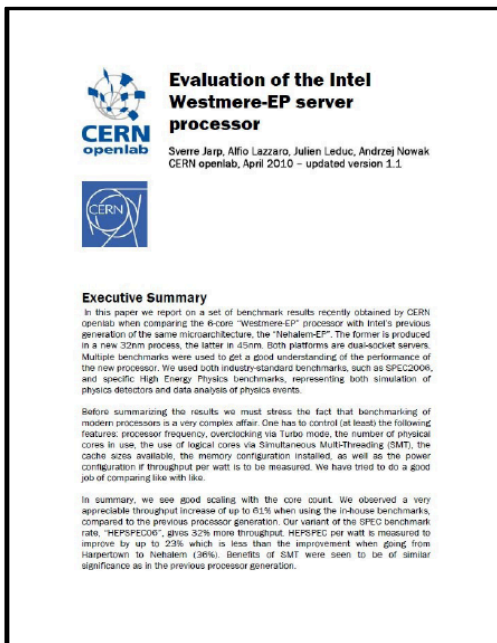 Evaluation of the Intel
Westmere-EP server
processor
CERN
openlab
Sverre Jarp, Alfio Lazzaro, Julien Leduc, Andrzej Nowak
CERN openlab, April 2010 – updated version 1.1
CERN
Executive Summary
In this paper we report on a set of benchmark results recently obtained by CERN
openlab when comparing the 6-core "Westmere-EP" processor with Intel's previous
generation of the same microarchitecture, the "Nehalem-EP". The former is produced
in a new 32nm process, the latter in 45nm. Both platforms are dual-socket servers.
Multiple benchmarks were used to get a good understanding of the performance of
the new processor. We used both industry-standard benchmarks, such as SPEC2006,
and specific High Energy Physics benchmarks, representing both simulation of
physics detectors and data analysis of physics events.
Before summarizing the results we must stress the fact that benchmarking of
modern processors is a very complex affair. One has to control (at least) the following
features: processor frequency, overclocking via Turbo mode, the number of physical
cores in use, the use of logical cores via Simultaneous Multi-Threading (SMT), the
cache sizes available, the memory configuration installed, as well as the power
configuration if throughput per watt is to be measured. We have tried to do a good
job of comparing like with like.
In summary, we see good scaling with the core count. We observed a very
appreciable throughput increase of up to 61% when using the in-house benchmarks,
compared to the previous processor generation. Our variant of the SPEC benchmark
rate, "HEPSPEC06", gives 32% more throughput. HEPSPEC per watt is measured to
improve by up to 23% which is less than the improvement when going from
Harpertown to Nehalem (36%). Benefits of SMT were seen to be of similar
significance as in the previous processor generation.